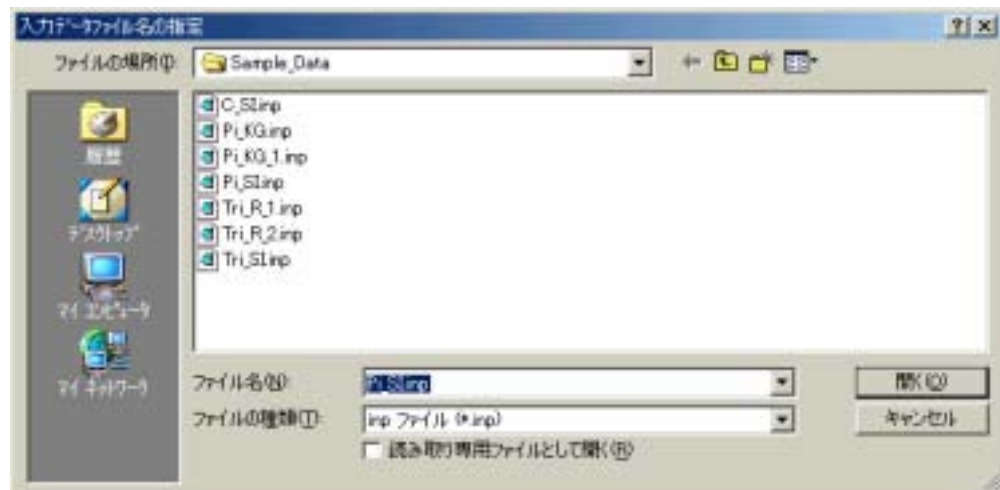 入力データファイル名の指定
ファイルの場所(I):
Sample_Data
履歴
デスクトップ
マイ コンピュータ
マイ ネットワーク
C_SI.inp
Pi_KG.inp
Pi_KG_1.inp
Pi_SI.inp
Tri_R_1.inp
Tri_R_2.inp
Tri_SI.inp
ファイル名(N):
Pi_SI.inp
開く(O)
ファイルの種類(T):
inp ファイル (*.inp)
キャンセル
読み取り専用ファイルとして開く(R)